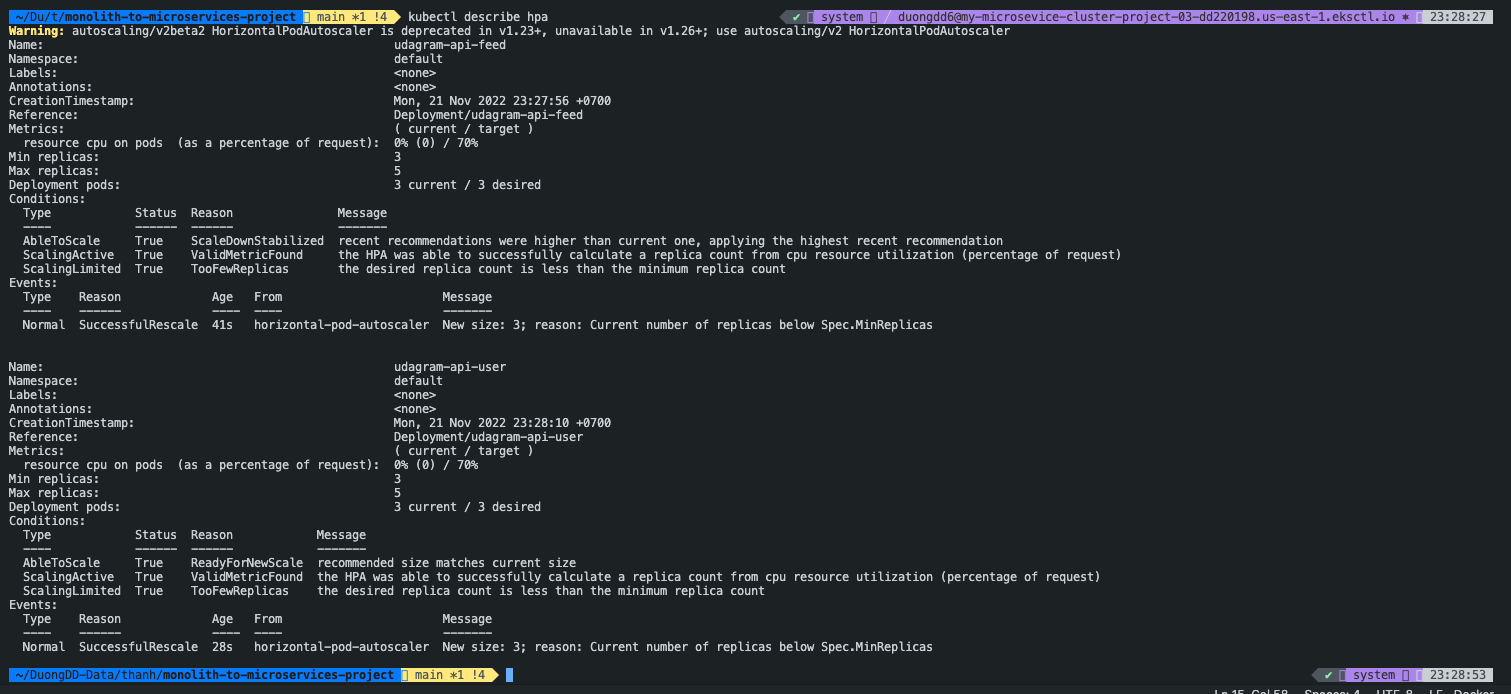 ~/Du/t/monolith-to-microservices-project main *1 !4 kubectl describe hpa ✔ system / duongdd6@my-microsevice-cluster-project-03-dd220198.us-east-1.eksctl.io ✱ 23:28:27
Warning: autoscaling/v2beta2 HorizontalPodAutoscaler is deprecated in v1.23+, unavailable in v1.26+; use autoscaling/v2 HorizontalPodAutoscaler
Name: udagram-api-feed
Namespace: default
Labels: <none>
Annotations: <none>
CreationTimestamp: Mon, 21 Nov 2022 23:27:56 +0700
Reference: Deployment/udagram-api-feed
Metrics: ( current / target )
resource cpu on pods (as a percentage of request): 0% (0) / 70%
Min replicas: 3
Max replicas: 5
Deployment pods: 3 current / 3 desired
Conditions:
Type Status Reason Message
---- ------ ------ -------
AbleToScale True ScaleDownStabilized recent recommendations were higher than current one, applying the highest recent recommendation
ScalingActive True ValidMetricFound the HPA was able to successfully calculate a replica count from cpu resource utilization (percentage of request)
ScalingLimited True TooFewReplicas the desired replica count is less than the minimum replica count
Events:
Type Reason Age From Message
---- ------ ---- ---- -------
Normal SuccessfulRescale 41s horizontal-pod-autoscaler New size: 3; reason: Current number of replicas below Spec.MinReplicas
Name: udagram-api-user
Namespace: default
Labels: <none>
Annotations: <none>
CreationTimestamp: Mon, 21 Nov 2022 23:28:10 +0700
Reference: Deployment/udagram-api-user
Metrics: ( current / target )
resource cpu on pods (as a percentage of request): 0% (0) / 70%
Min replicas: 3
Max replicas: 5
Deployment pods: 3 current / 3 desired
Conditions:
Type Status Reason Message
---- ------ ------ -------
AbleToScale True ReadyForNewScale recommended size matches current size
ScalingActive True ValidMetricFound the HPA was able to successfully calculate a replica count from cpu resource utilization (percentage of request)
ScalingLimited True TooFewReplicas the desired replica count is less than the minimum replica count
Events:
Type Reason Age From Message
---- ------ ---- ---- -------
Normal SuccessfulRescale 28s horizontal-pod-autoscaler New size: 3; reason: Current number of replicas below Spec.MinReplicas
~/DuongDD-Data/thanh/monolith-to-microservices-project main *1 !4 ✔ system 23:28:53
Ln 15, Col 58 Spaces: 4 UTF-8 LF Docker